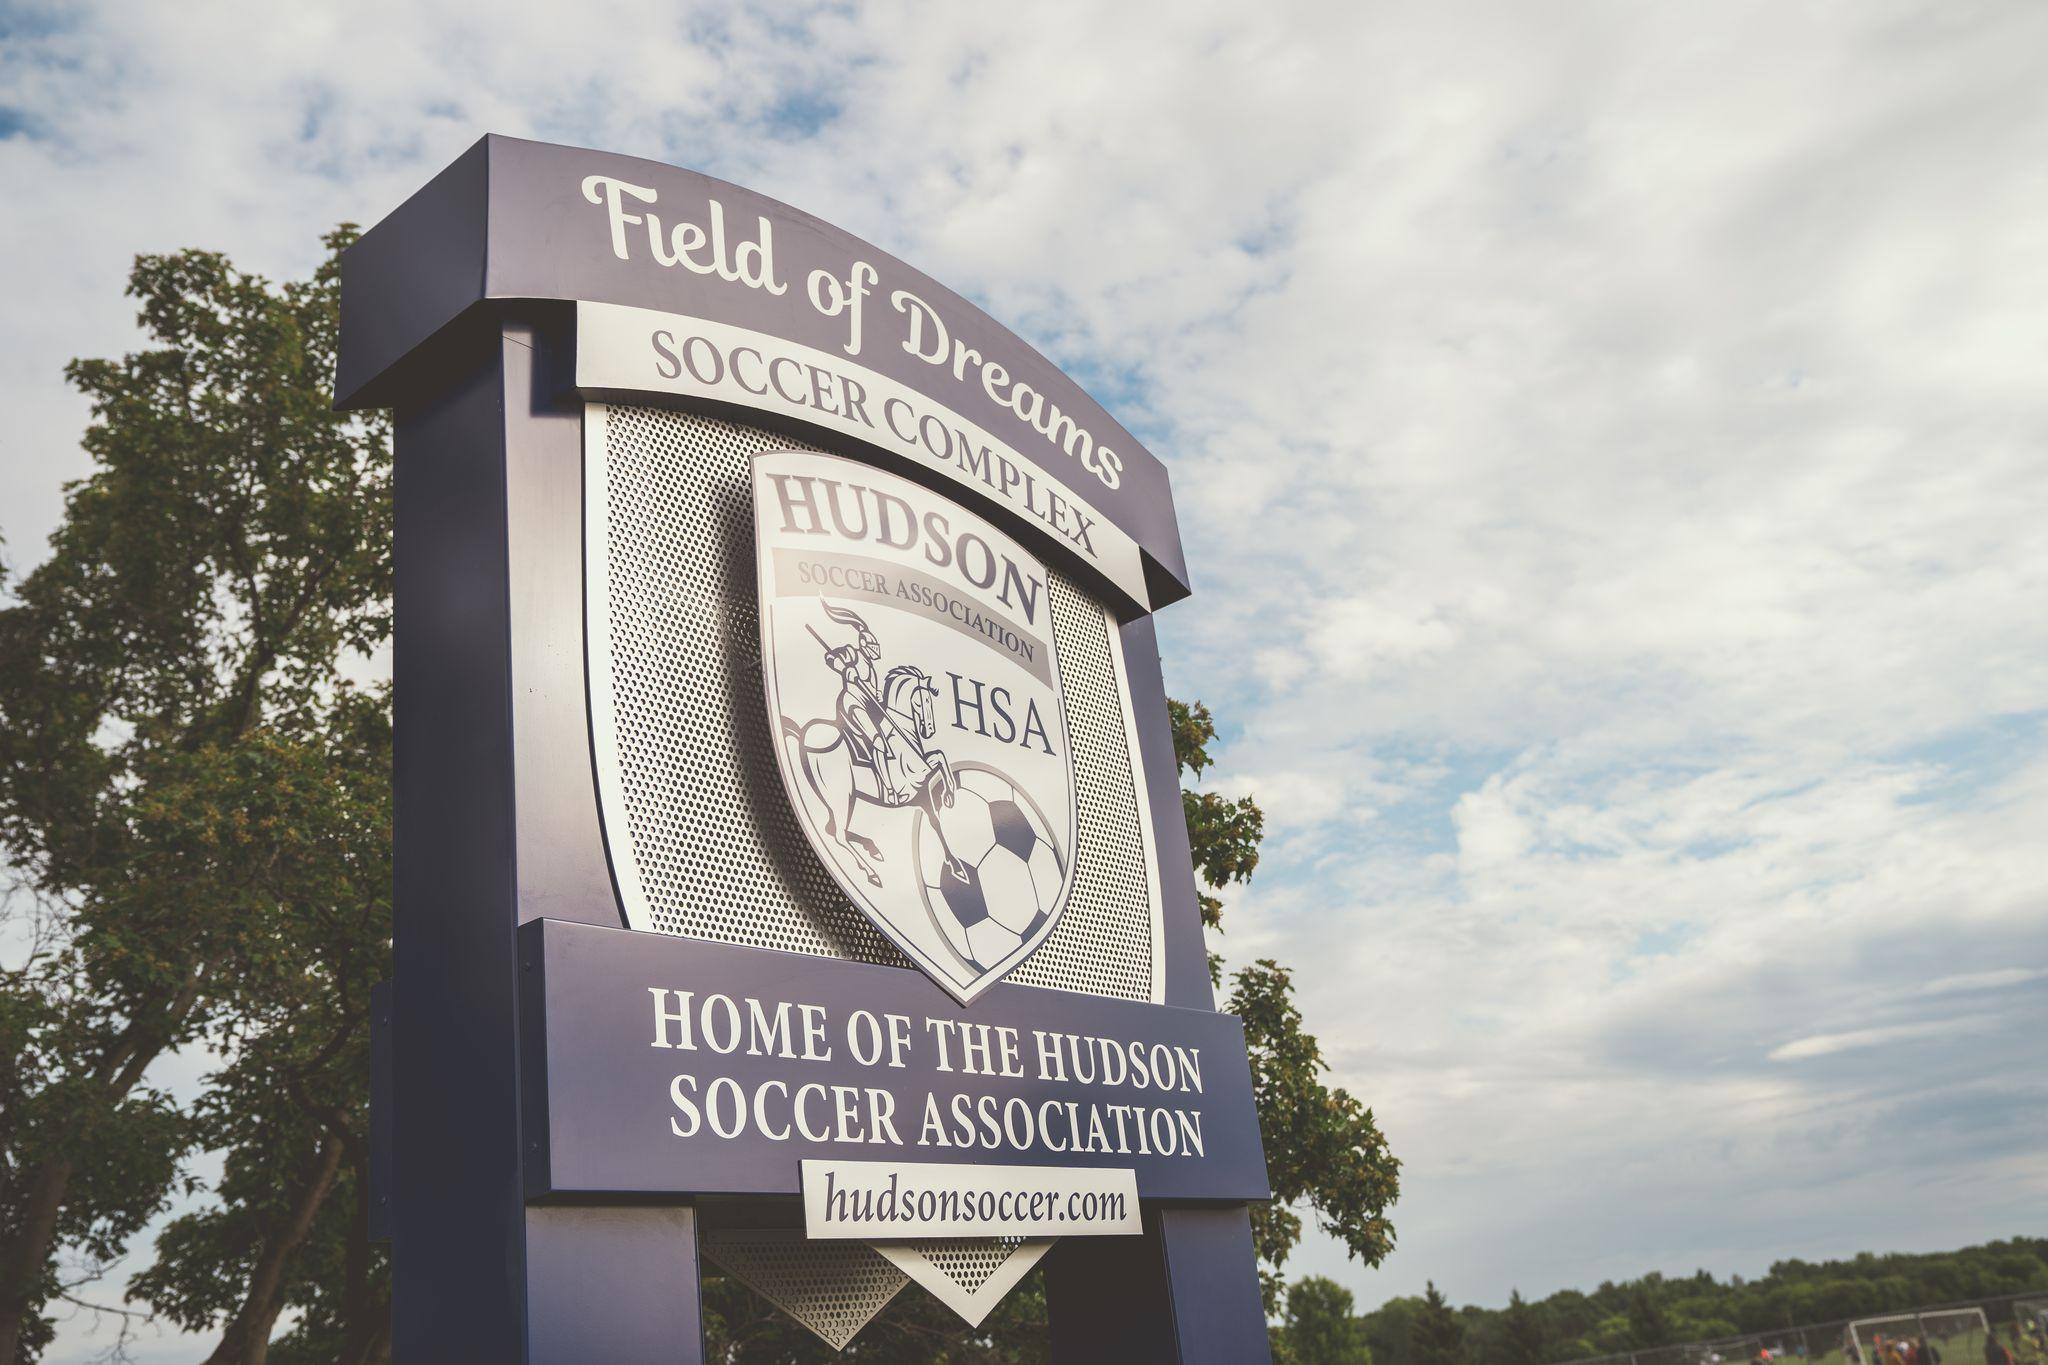 Field of Dreams
SOCCER COMPLEX
HUDSON
SOCCER ASSOCIATION
HSA
HOME OF THE HUDSON
SOCCER ASSOCIATION
hudsonsoccer.com